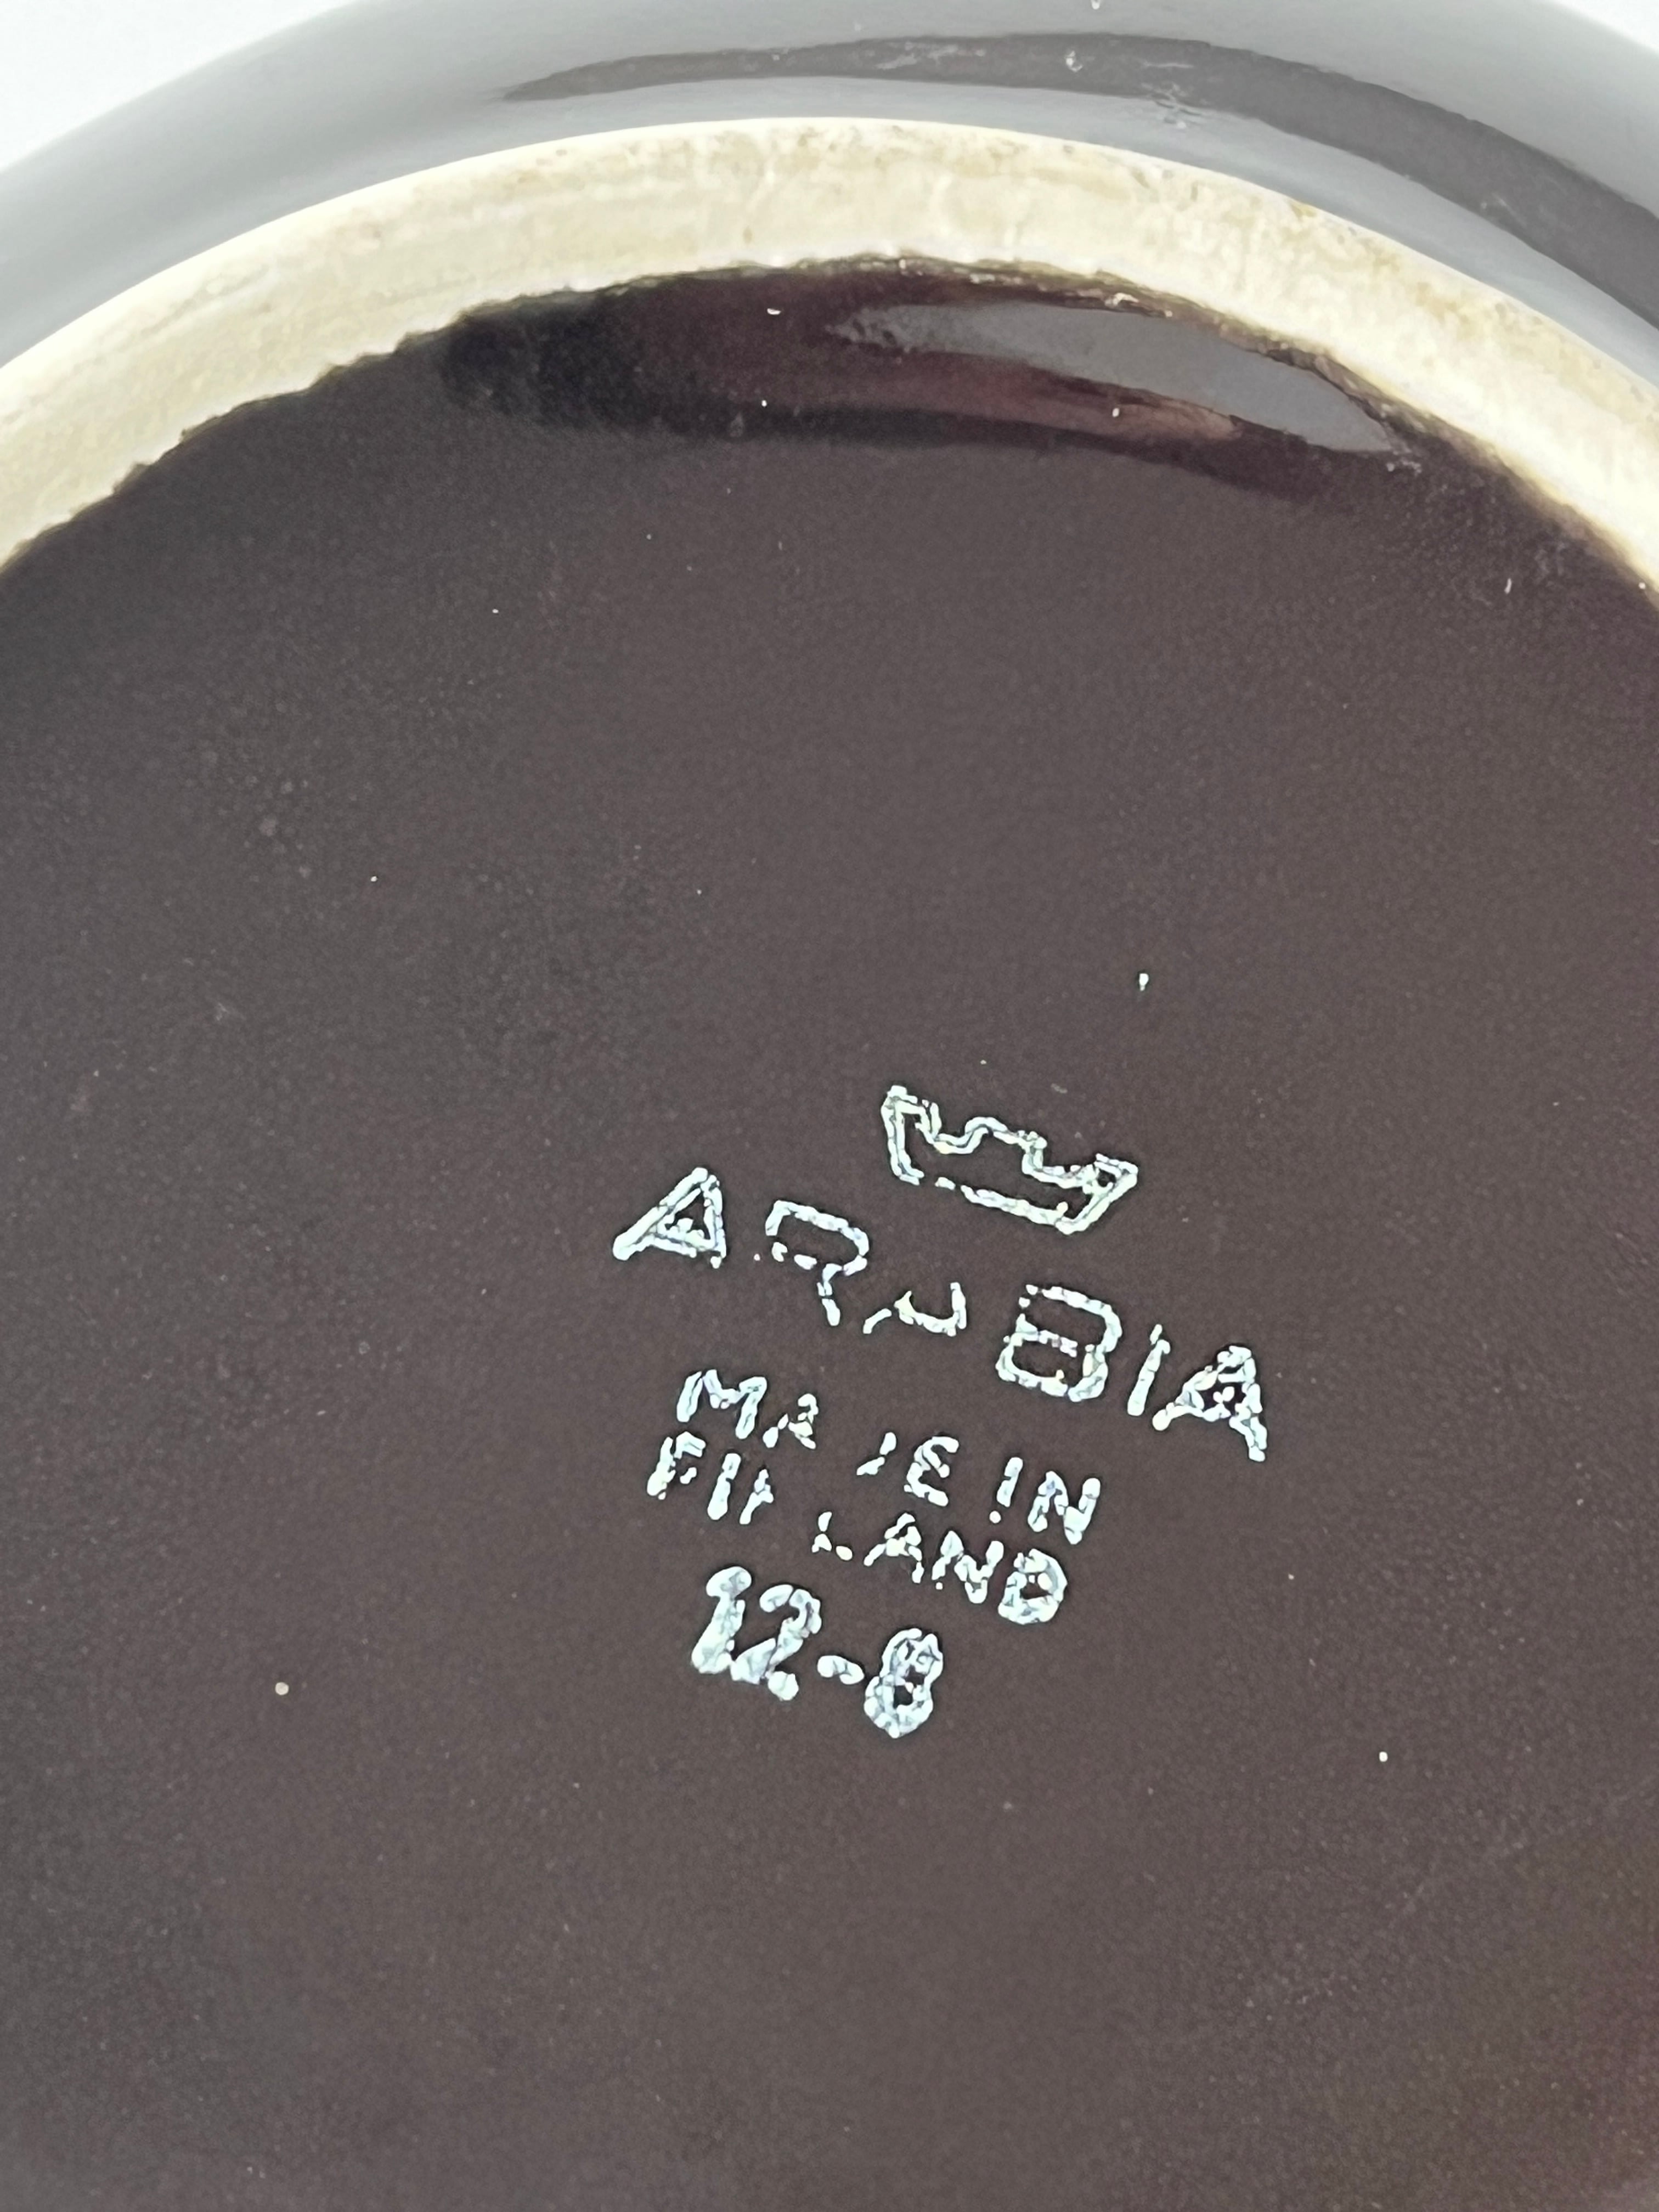 ARABIA
MADE IN
FINLAND
12-8